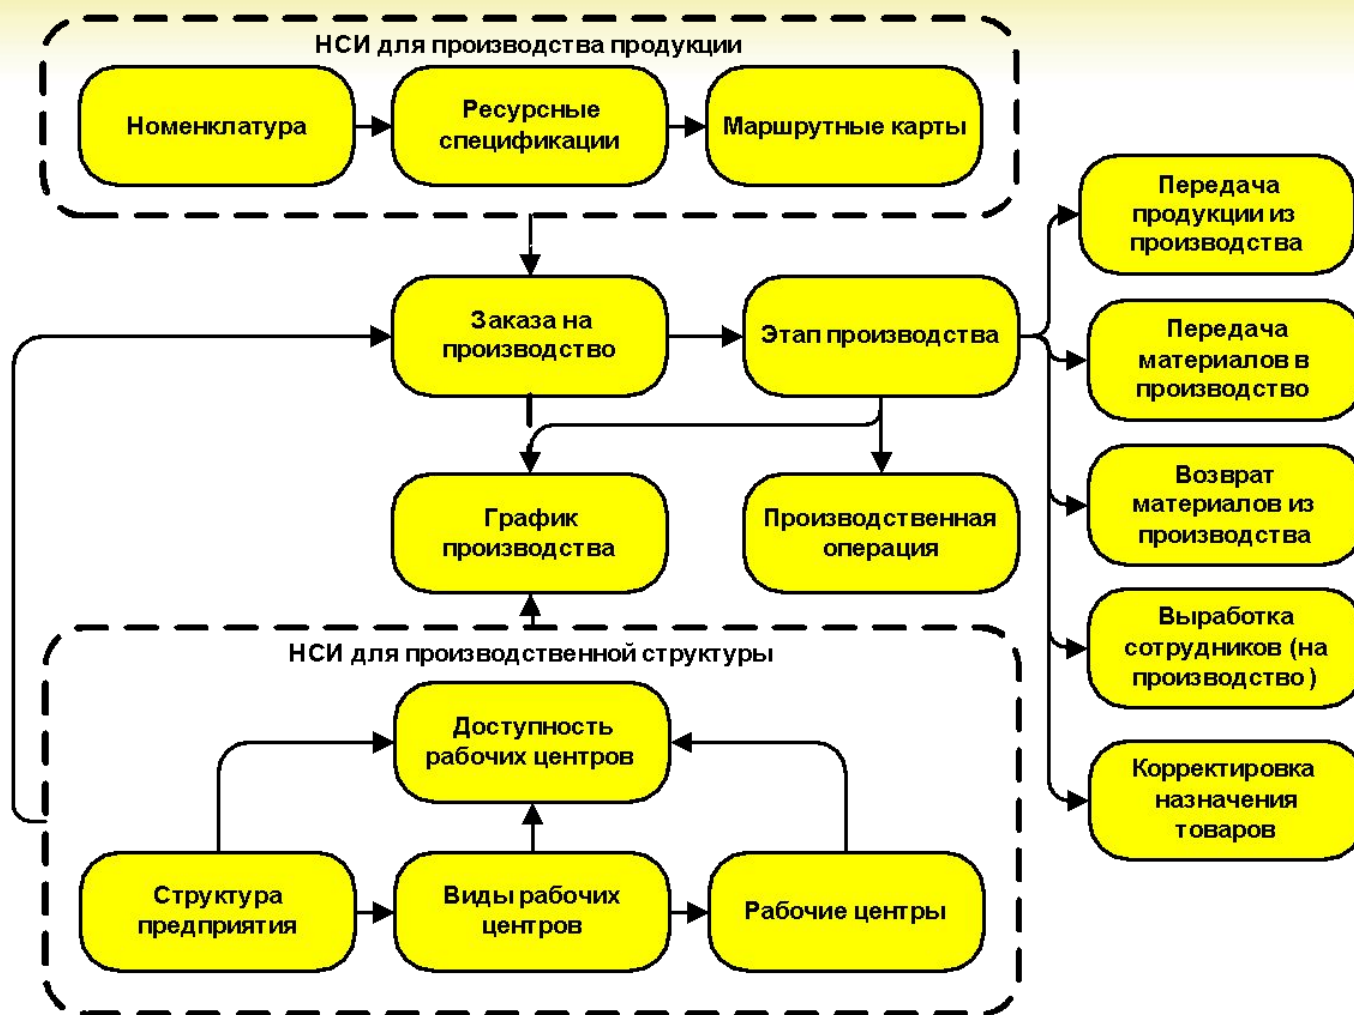 НСИ для производства продукции
Номенклатура
Ресурсные
спецификации
Маршрутные карты
Передача
продукции из
производства
Заказа на
производство
Этап производства
Передача
материалов в
производство
График
производства
Производственная
операция
Возврат
материалов из
производства
Выработка
сотрудников (на
производство )
НСИ для производственной структуры
Доступность
рабочих центров
Корректировка
назначения
товаров
Структура
предприятия
Виды рабочих
центров
Рабочие центры